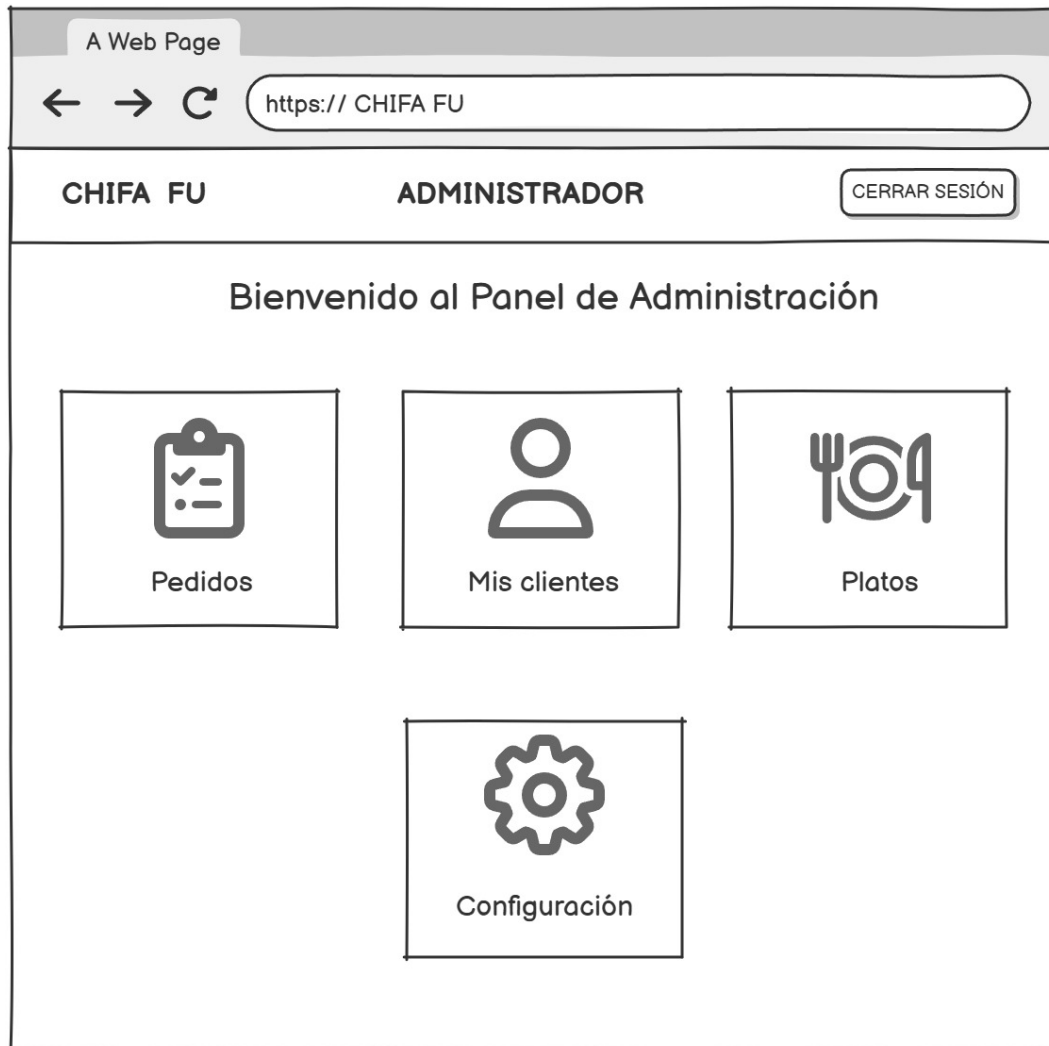 A Web Page
https:// CHIFA FU
CHIFA FU
ADMINISTRADOR
CERRAR SESIÓN
Bienvenido al Panel de Administración
Pedidos
Mis clientes
Platos
Configuración